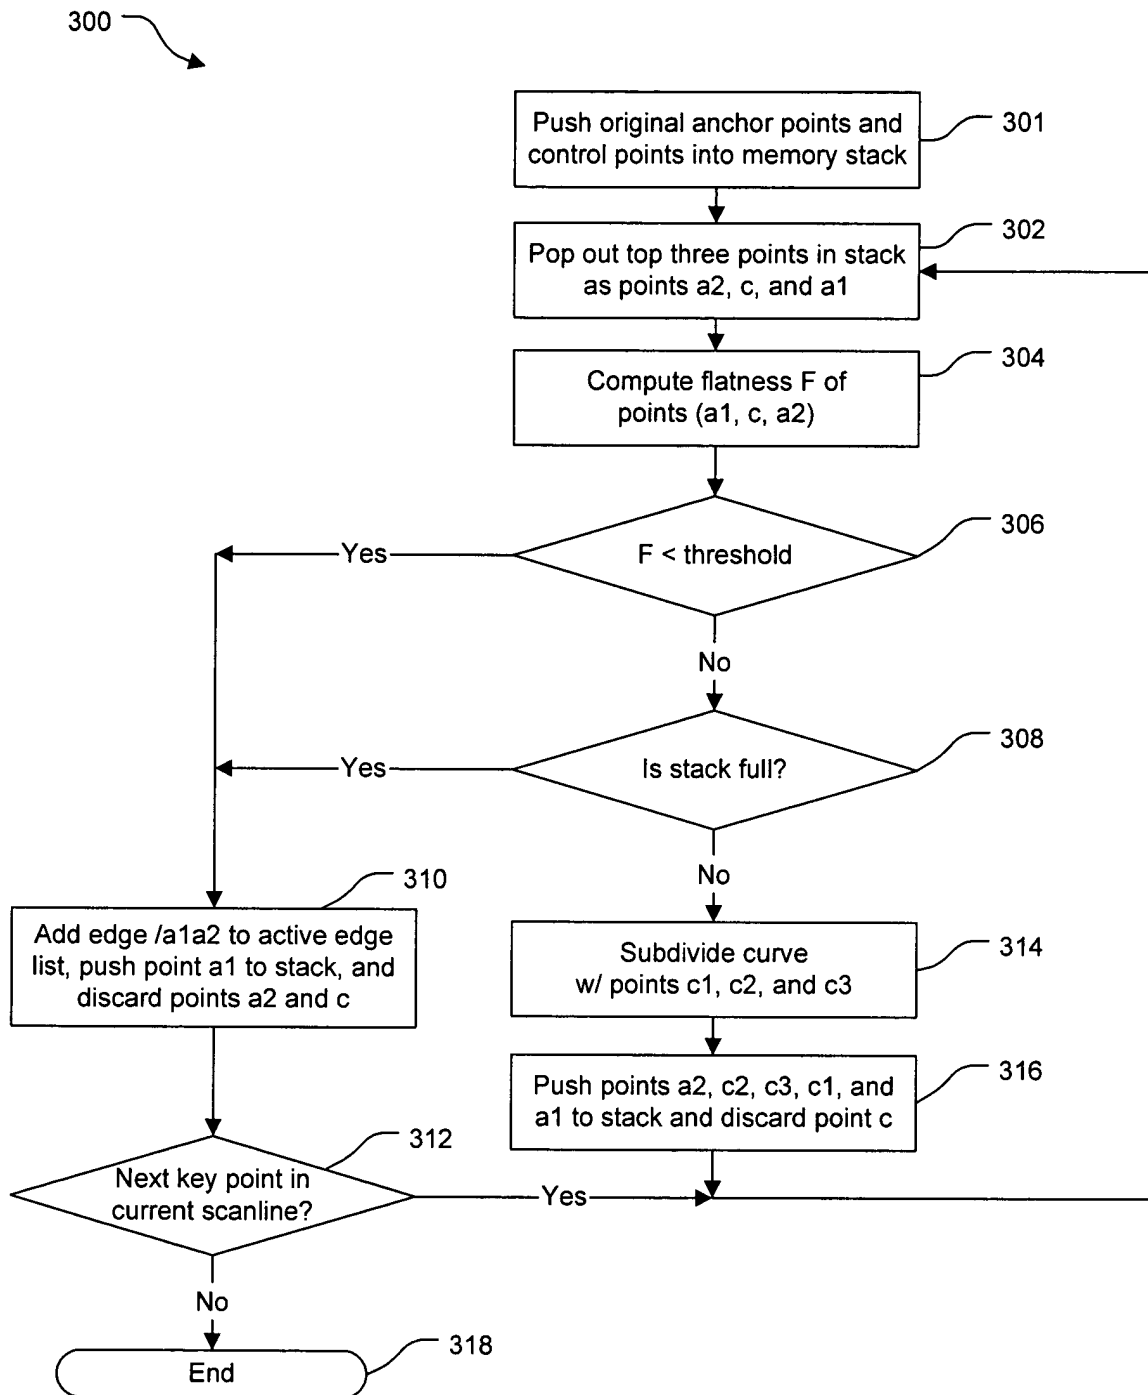 300
Push original anchor points and
control points into memory stack
301
Pop out top three points in stack
as points a2, c, and a1
302
Compute flatness F of
points (a1, c, a2)
304
F < threshold
306
Yes
No
Is stack full?
308
Yes
No
Add edge /a1a2 to active edge
list, push point a1 to stack, and
discard points a2 and c
310
Subdivide curve
w/ points c1, c2, and c3
314
Push points a2, c2, c3, c1, and
a1 to stack and discard point c
316
Next key point in
current scanline?
312
Yes
No
End
318